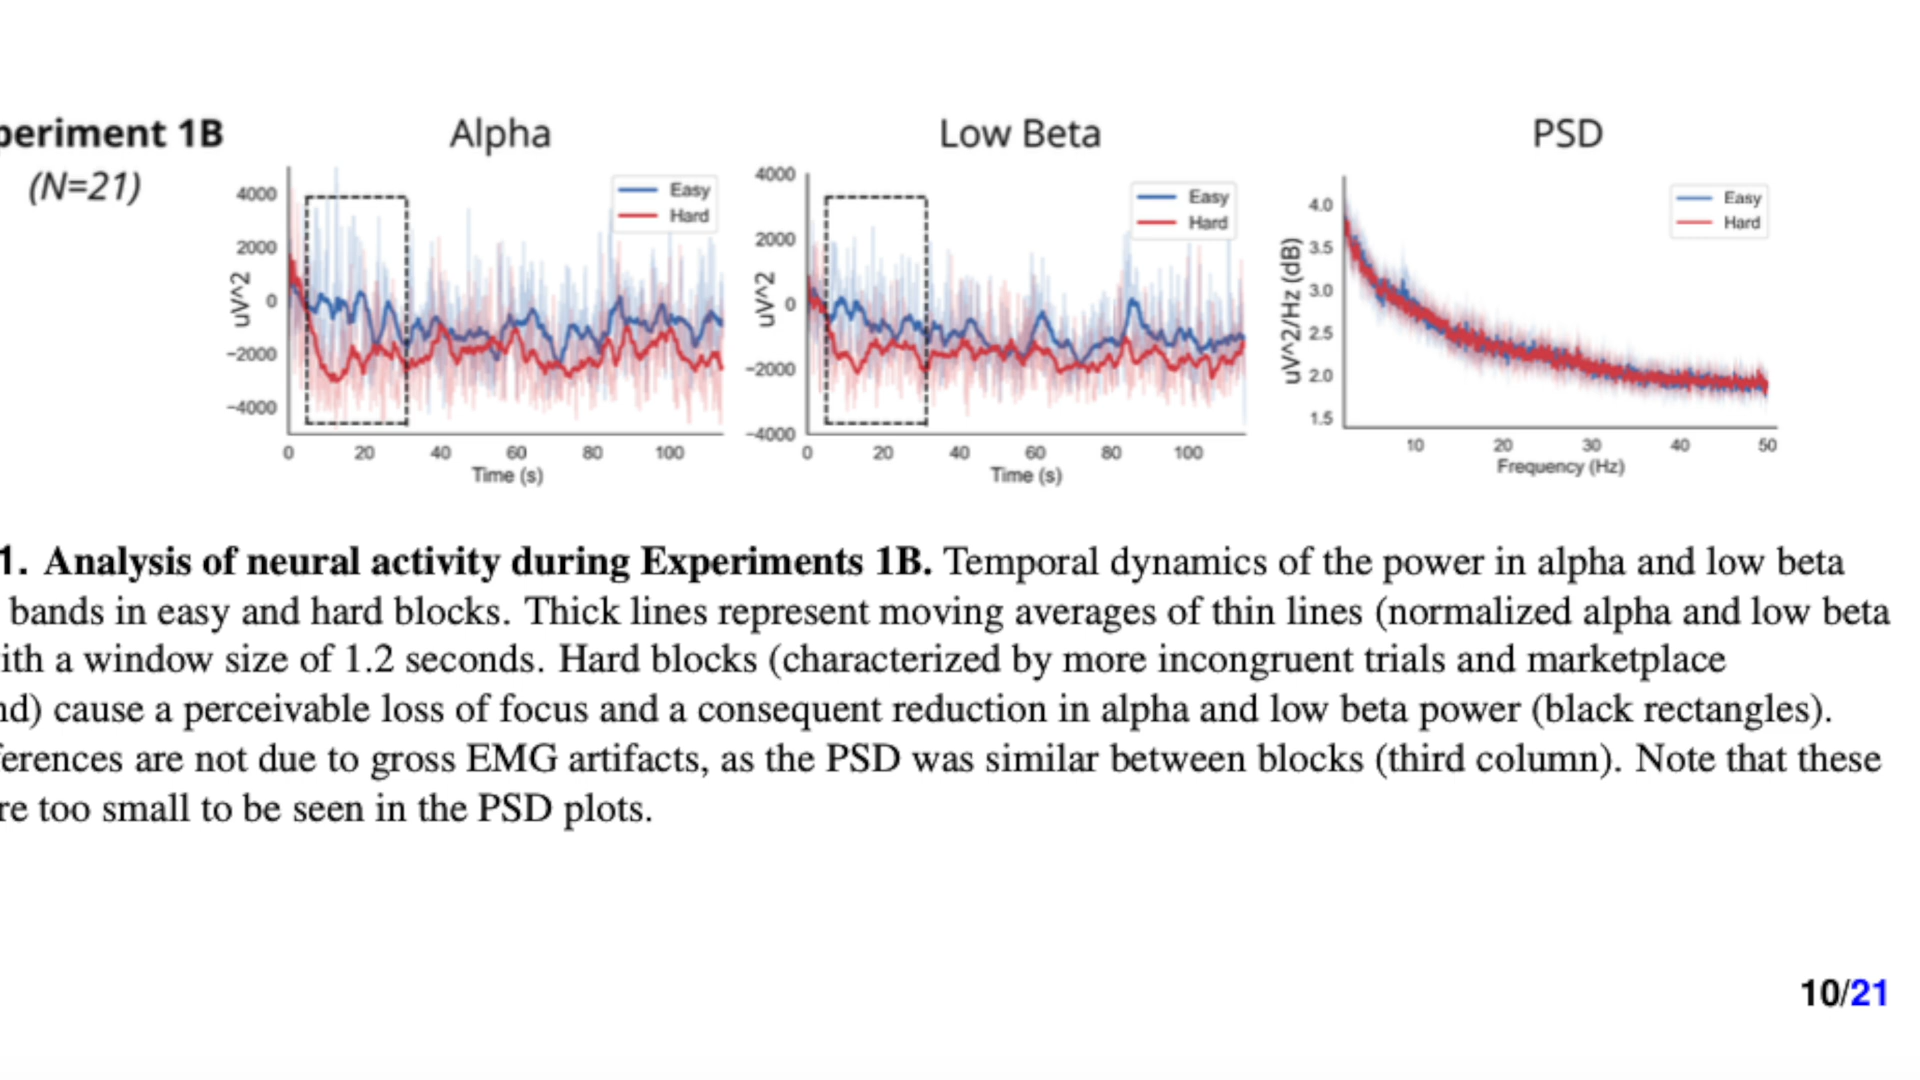 periment 1B
(N=21)
Alpha
Low Beta
PSD
4000
2000
0
−2000
−4000
uV^2
Easy
Hard
0 20 40 60 80 100
Time (s)
4000
2000
0
−2000
−4000
uV^2
Easy
Hard
0 20 40 60 80 100
Time (s)
4.0
3.5
3.0
2.5
2.0
1.5
uV^2/Hz (dB)
Easy
Hard
10 20 30 40 50
Frequency (Hz)
1. Analysis of neural activity during Experiments 1B. Temporal dynamics of the power in alpha and low beta
bands in easy and hard blocks. Thick lines represent moving averages of thin lines (normalized alpha and low beta
ith a window size of 1.2 seconds. Hard blocks (characterized by more incongruent trials and marketplace
nd) cause a perceivable loss of focus and a consequent reduction in alpha and low beta power (black rectangles).
ferences are not due to gross EMG artifacts, as the PSD was similar between blocks (third column). Note that these
re too small to be seen in the PSD plots.
10/21